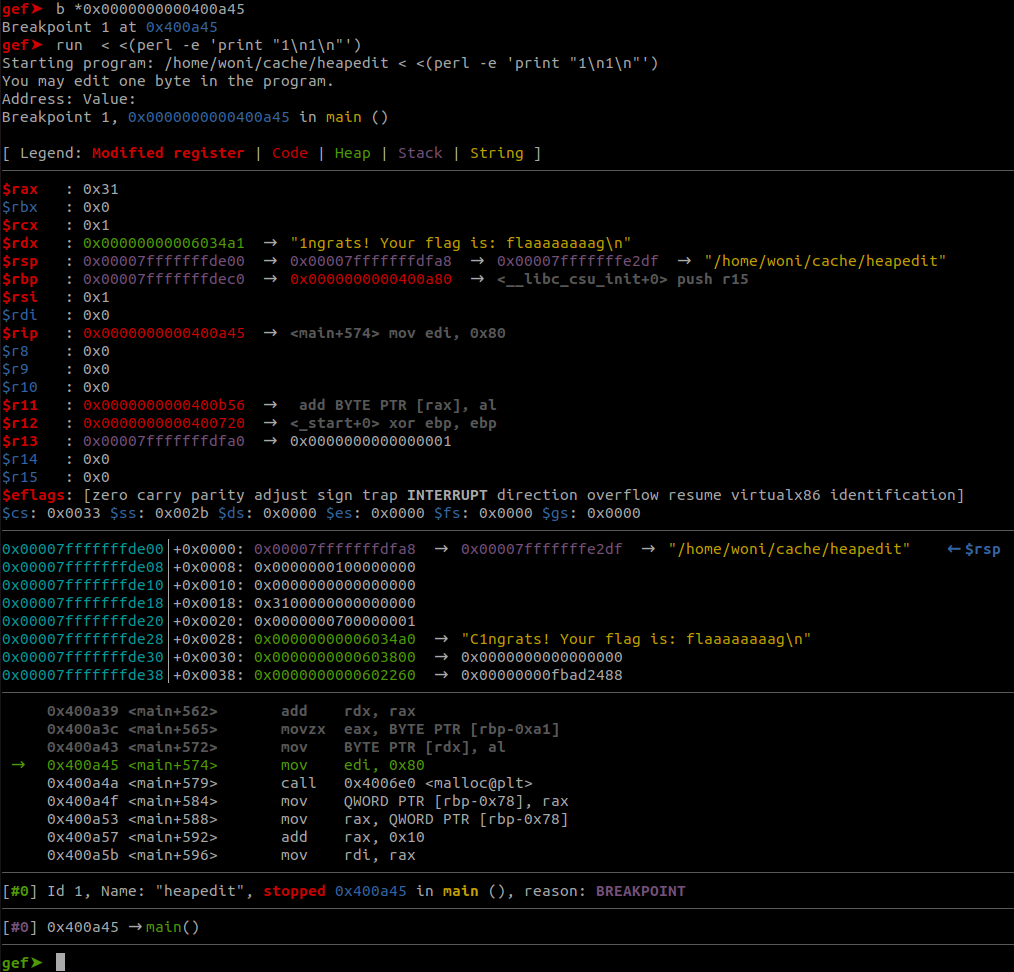 gef➤  b *0x0000000000400a45
Breakpoint 1 at 0x400a45
gef➤  run  < <(perl -e 'print "1\n1\n"')
Starting program: /home/woni/cache/heapedit < <(perl -e 'print "1\n1\n"')
You may edit one byte in the program.
Address: Value:
Breakpoint 1, 0x0000000000400a45 in main ()
[ Legend: Modified register | Code | Heap | Stack | String ]
$rax   : 0x31
$rbx   : 0x0
$rcx   : 0x1
$rdx   : 0x00000000006034a1  →  "1ngrats! Your flag is: flaaaaaaaag\n"
$rsp   : 0x00007fffffffde00  →  0x00007fffffffdfa8  →  0x00007fffffffe2df  →  "/home/woni/cache/heapedit"
$rbp   : 0x00007fffffffdec0  →  0x0000000000400a80  →  <__libc_csu_init+0> push r15
$rsi   : 0x1
$rdi   : 0x0
$rip   : 0x0000000000400a45  →  <main+574> mov edi, 0x80
$r8    : 0x0
$r9    : 0x0
$r10   : 0x0
$r11   : 0x0000000000400b56  →   add BYTE PTR [rax], al
$r12   : 0x0000000000400720  →  <_start+0> xor ebp, ebp
$r13   : 0x00007fffffffdfa0  →  0x0000000000000001
$r14   : 0x0
$r15   : 0x0
$eflags: [zero carry parity adjust sign trap INTERRUPT direction overflow resume virtualx86 identification]
$cs: 0x0033 $ss: 0x002b $ds: 0x0000 $es: 0x0000 $fs: 0x0000 $gs: 0x0000
0x00007fffffffde00│+0x0000: 0x00007fffffffdfa8  →  0x00007fffffffe2df  →  "/home/woni/cache/heapedit"    ← $rsp
0x00007fffffffde08│+0x0008: 0x0000000100000000
0x00007fffffffde10│+0x0010: 0x0000000000000000
0x00007fffffffde18│+0x0018: 0x3100000000000000
0x00007fffffffde20│+0x0020: 0x0000000700000001
0x00007fffffffde28│+0x0028: 0x00000000006034a0  →  "C1ngrats! Your flag is: flaaaaaaaag\n"
0x00007fffffffde30│+0x0030: 0x0000000000603800  →  0x0000000000000000
0x00007fffffffde38│+0x0038: 0x0000000000602260  →  0x00000000fbad2488
0x400a39 <main+562>       add    rdx, rax
0x400a3c <main+565>       movzx  eax, BYTE PTR [rbp-0xa1]
0x400a43 <main+572>       mov    BYTE PTR [rdx], al
→  0x400a45 <main+574>       mov    edi, 0x80
0x400a4a <main+579>       call   0x4006e0 <malloc@plt>
0x400a4f <main+584>       mov    QWORD PTR [rbp-0x78], rax
0x400a53 <main+588>       mov    rax, QWORD PTR [rbp-0x78]
0x400a57 <main+592>       add    rax, 0x10
0x400a5b <main+596>       mov    rdi, rax
[#0] Id 1, Name: "heapedit", stopped 0x400a45 in main (), reason: BREAKPOINT
[#0] 0x400a45 → main()
gef➤